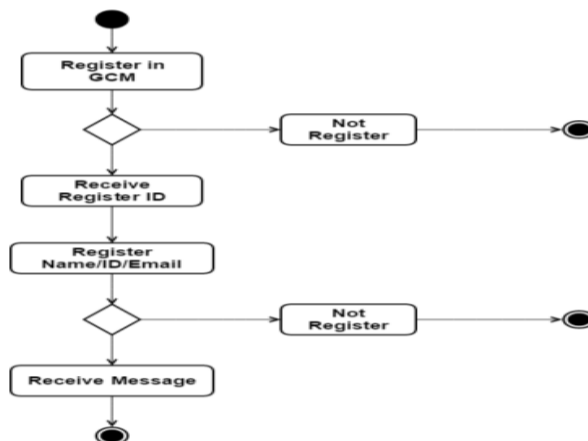 Register in
GCM
Not
Register
Receive
Register ID
Register
Name/ID/Email
Not
Register
Receive Message